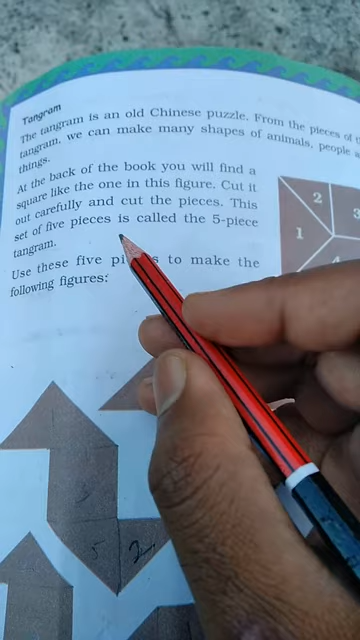 Tangram
The tangram is an old Chinese puzzle. From the pieces of
tangram, we can make many shapes of animals, people
things.
At the back of the book you will find a
square like the one in this figure. Cut it
out carefully and cut the pieces. This
set of five pieces is called the 5-piece
tangram.
Use these five to make the
following figures:
2
3
1
5 2